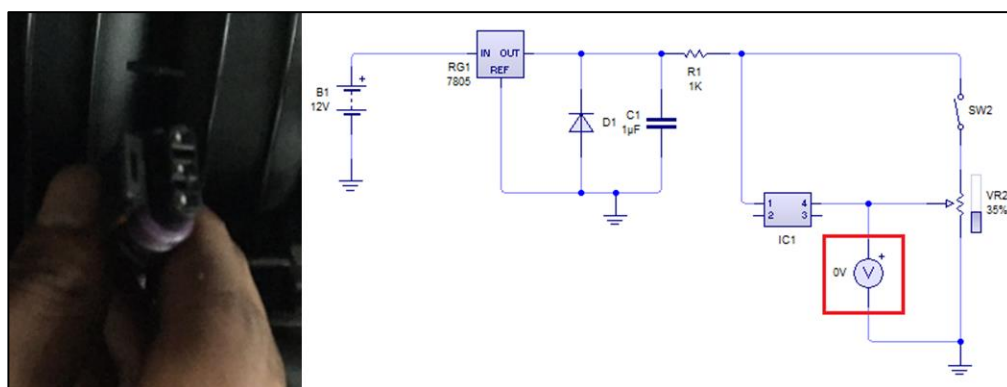 IN OUT
REF
RG1
7805
B1
12V
+
D1
C1
1µF
R1
1K
SW2
VR2
35%
1
2
4
3
IC1
0V
V
+